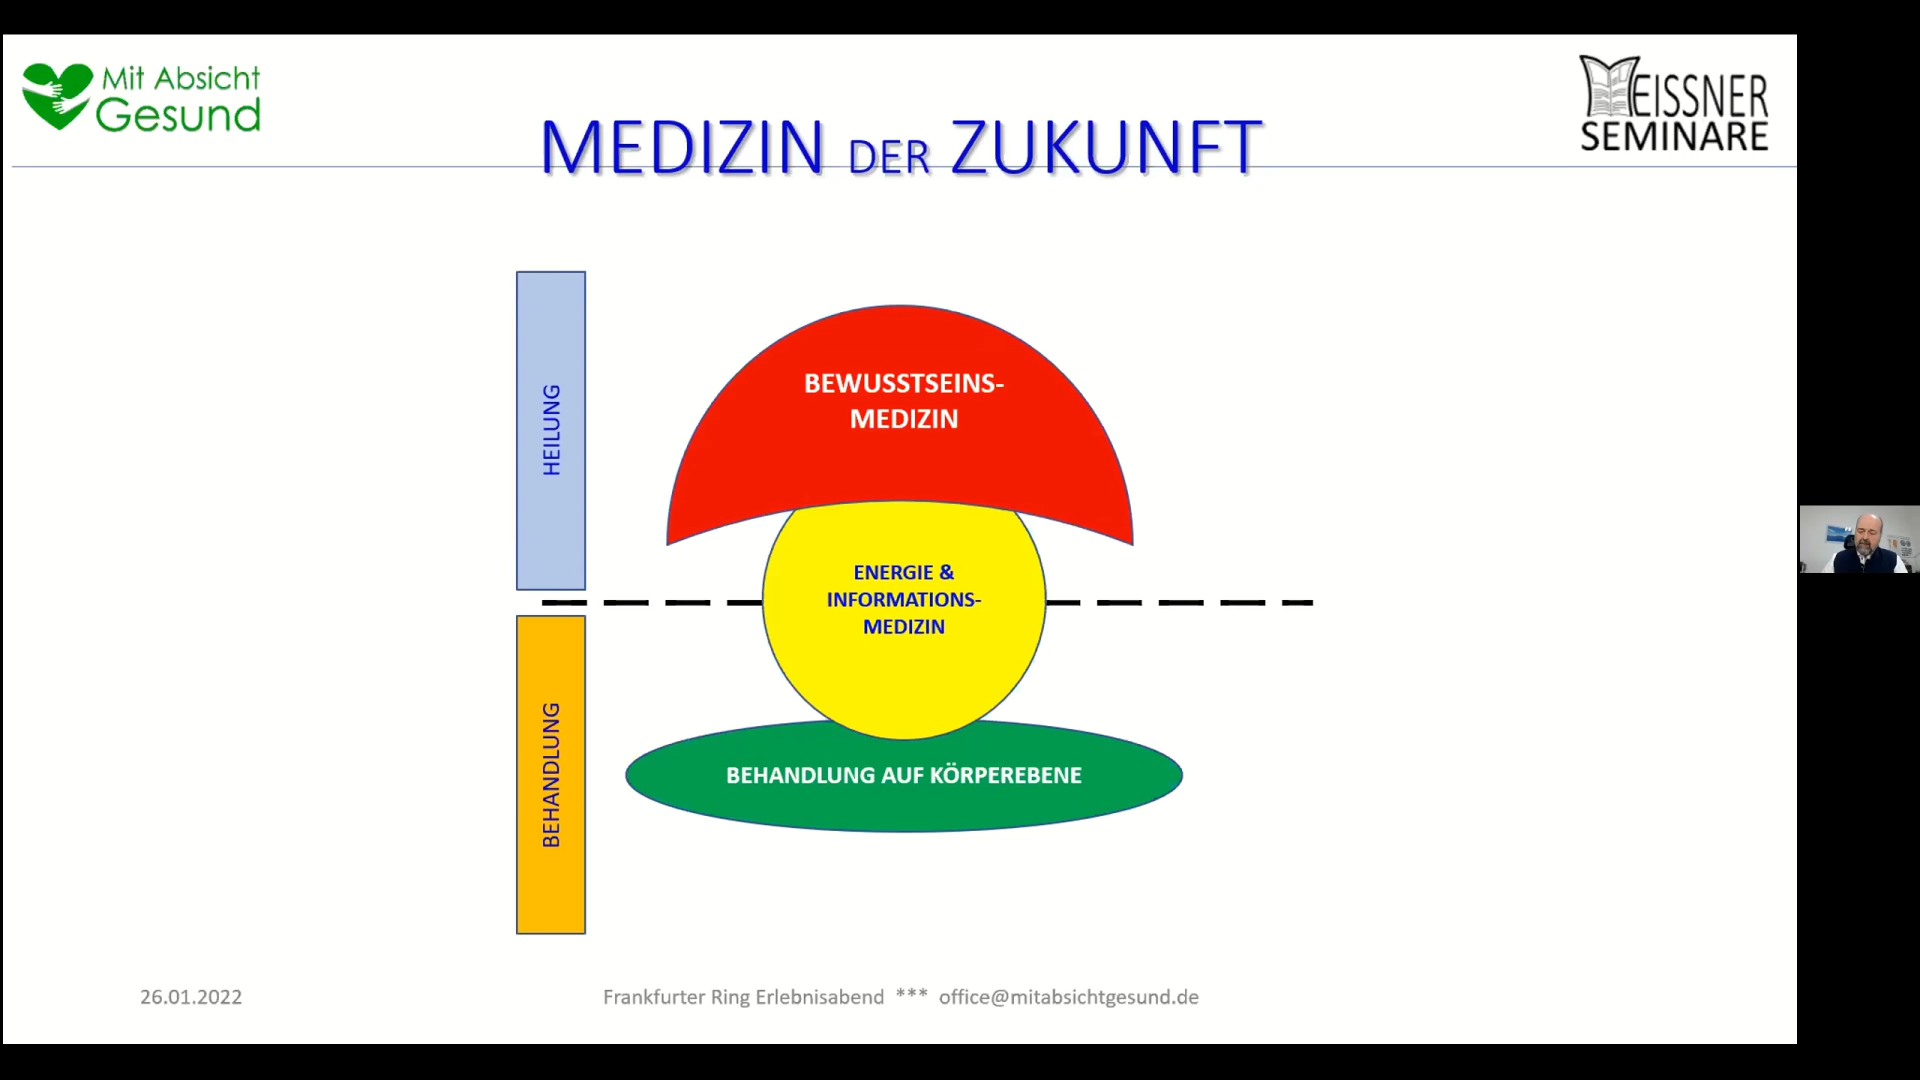 Mit Absicht
Gesund
MEISSNER
SEMINARE
MEDIZIN DER ZUKUNFT
HEILUNG
BEWUSSTSEINS-
MEDIZIN
ENERGIE &
INFORMATIONS-
MEDIZIN
BEHANDLUNG
BEHANDLUNG AUF KÖRPEREBENE
26.01.2022
Frankfurter Ring Erlebnisabend *** office@mitabsichtgesund.de